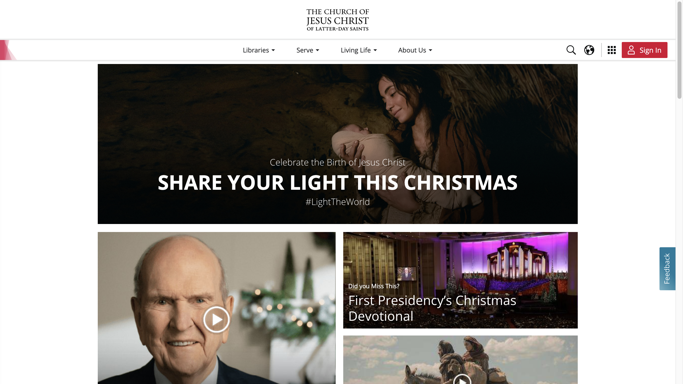 THE CHURCH OF
JESUS CHRIST
OF LATTER-DAY SAINTS
Libraries
Serve
Living Life
About Us
Sign In
Celebrate the Birth of Jesus Christ
SHARE YOUR LIGHT THIS CHRISTMAS
#LightTheWorld
Did you Miss This?
First Presidency's Christmas
Devotional
Feedback